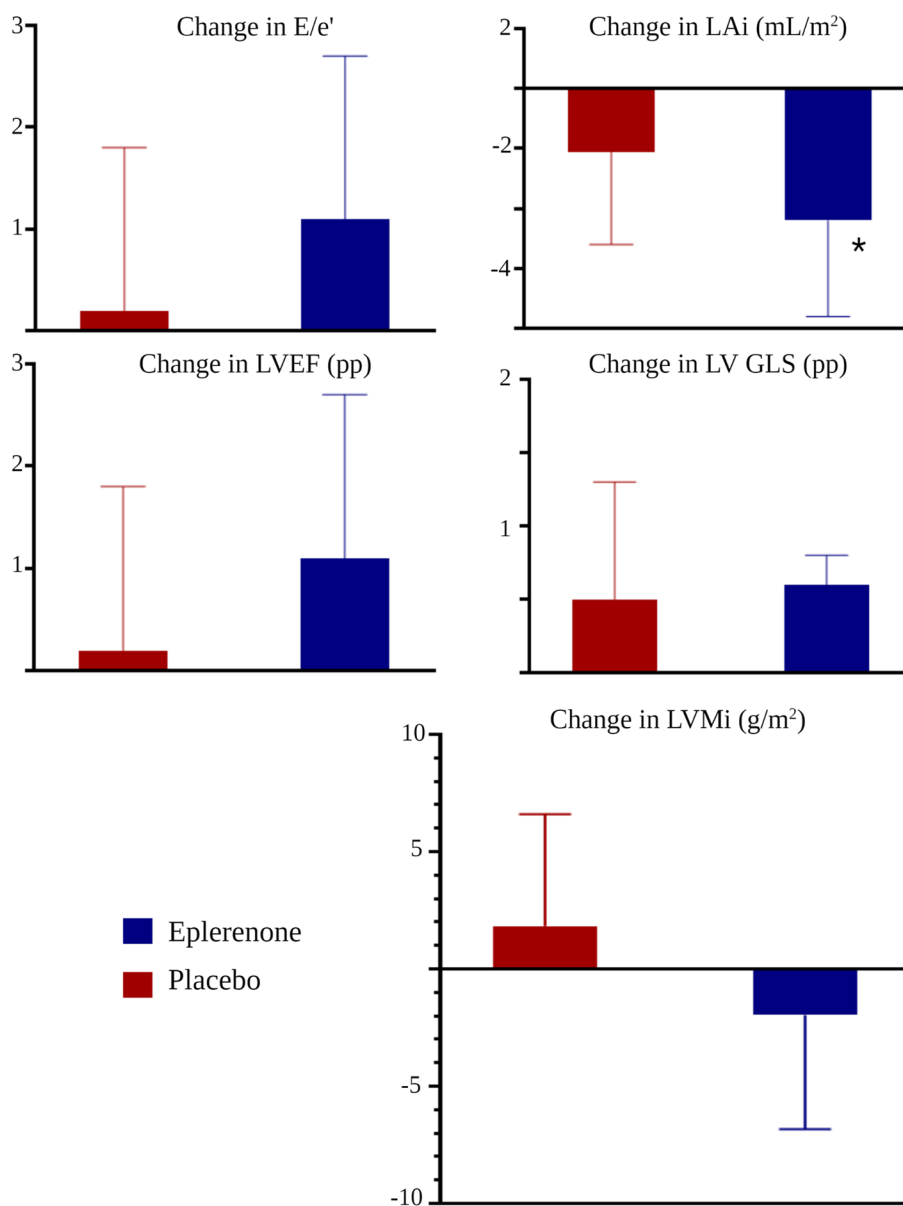 Change in E/e'
3
2
1
Change in LAi (mL/m²)
2
-2
*
-4
Change in LVEF (pp)
3
2
1
Change in LV GLS (pp)
2
1
Change in LVMi (g/m²)
10
5
-5
-10
Eplerenone
Placebo